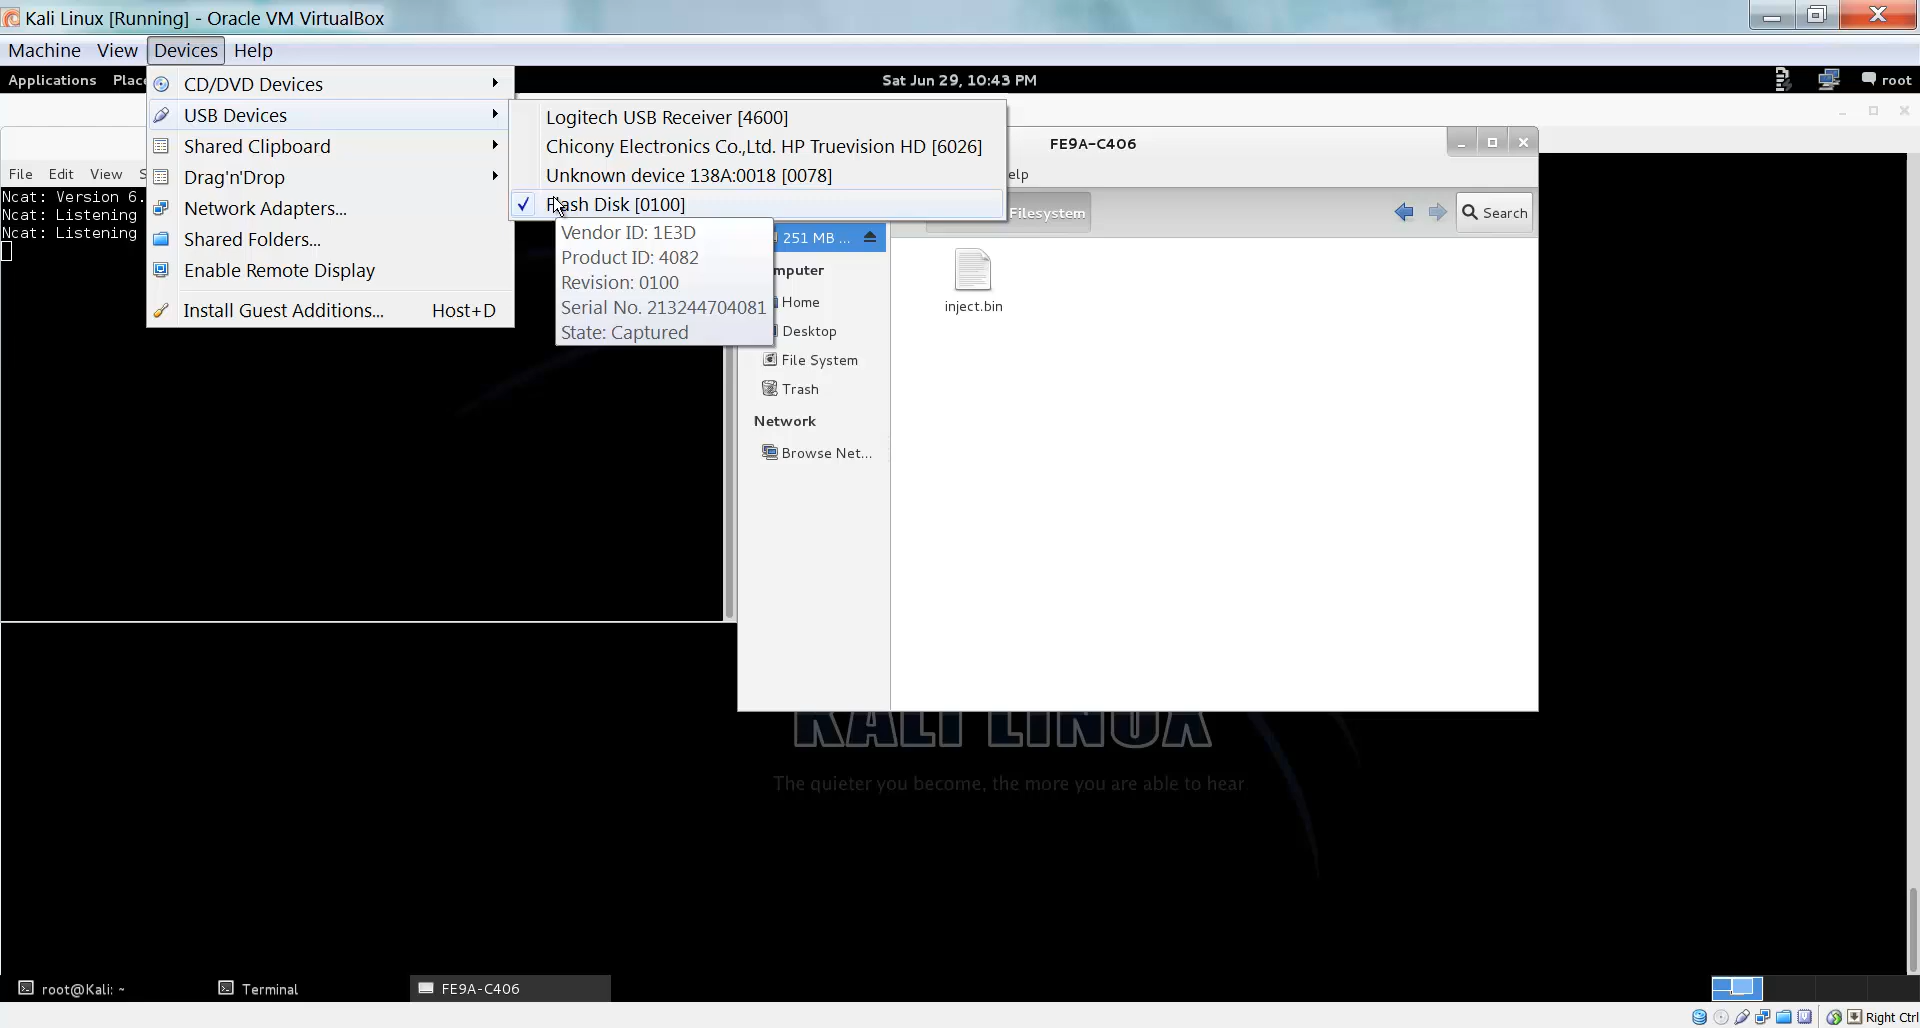 Kali Linux [Running] - Oracle VM VirtualBox
Machine View Devices Help
Applications Place
Sat Jun 29, 10:43 PM
root
CD/DVD Devices
USB Devices
Shared Clipboard
Drag'n'Drop
Network Adapters...
Shared Folders...
Enable Remote Display
Install Guest Additions... Host+D
Logitech USB Receiver [4600]
Chicony Electronics Co.,Ltd. HP Truevision HD [6026]
Unknown device 138A:0018 [0078]
Flash Disk [0100]
Vendor ID: 1E3D
Product ID: 4082
Revision: 0100
Serial No. 213244704081
State: Captured
File Edit View S
Ncat: Version 6.
Ncat: Listening
Ncat: Listening
FE9A-C406
elp
Filesystem
Search
251 MB ...
mputer
Home
Desktop
File System
Trash
Network
Browse Net...
inject.bin
KALI LINUX
The quieter you become, the more you are able to hear
root@Kali: ~
Terminal
FE9A-C406
Right Ctrl